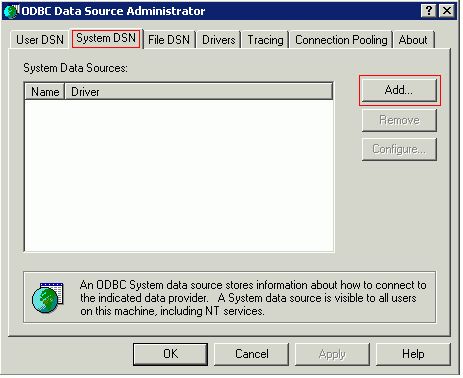 ODBC Data Source Administrator
User DSN System DSN File DSN Drivers Tracing Connection Pooling About
System Data Sources:
Name Driver
Add...
Remove
Configure...
An ODBC System data source stores information about how to connect to
the indicated data provider. A System data source is visible to all users
on this machine, including NT services.
OK Cancel Apply Help